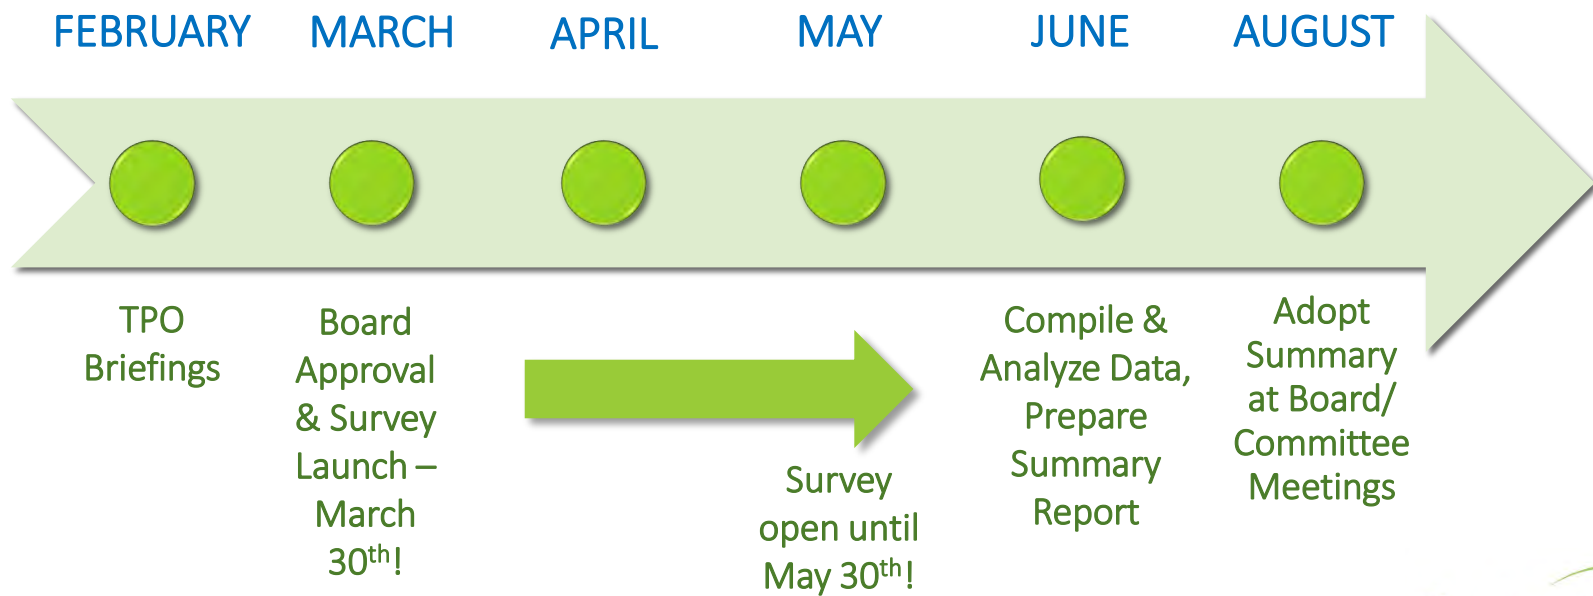 FEBRUARY MARCH APRIL MAY JUNE AUGUST
TPO
Briefings
Board
Approval
& Survey
Launch –
March
30th!
Survey
open until
May 30th!
Compile &
Analyze Data,
Prepare
Summary
Report
Adopt
Summary
at Board/
Committee
Meetings